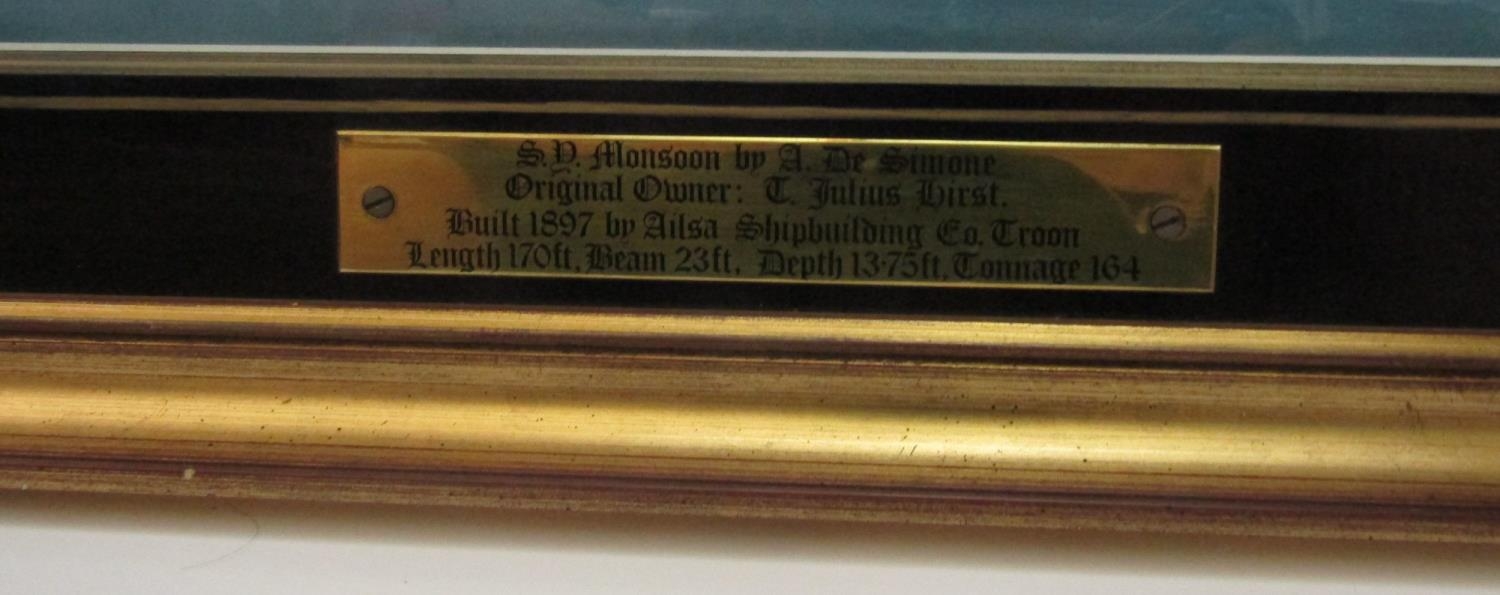 S.Y. Monsoon by A. De Simone
Original Owner: T. Julius Hirst.
Built 1897 by Ailsa Shipbuilding Co. Troon
Length 170ft. Beam 23ft. Depth 13·75ft. Tonnage 164